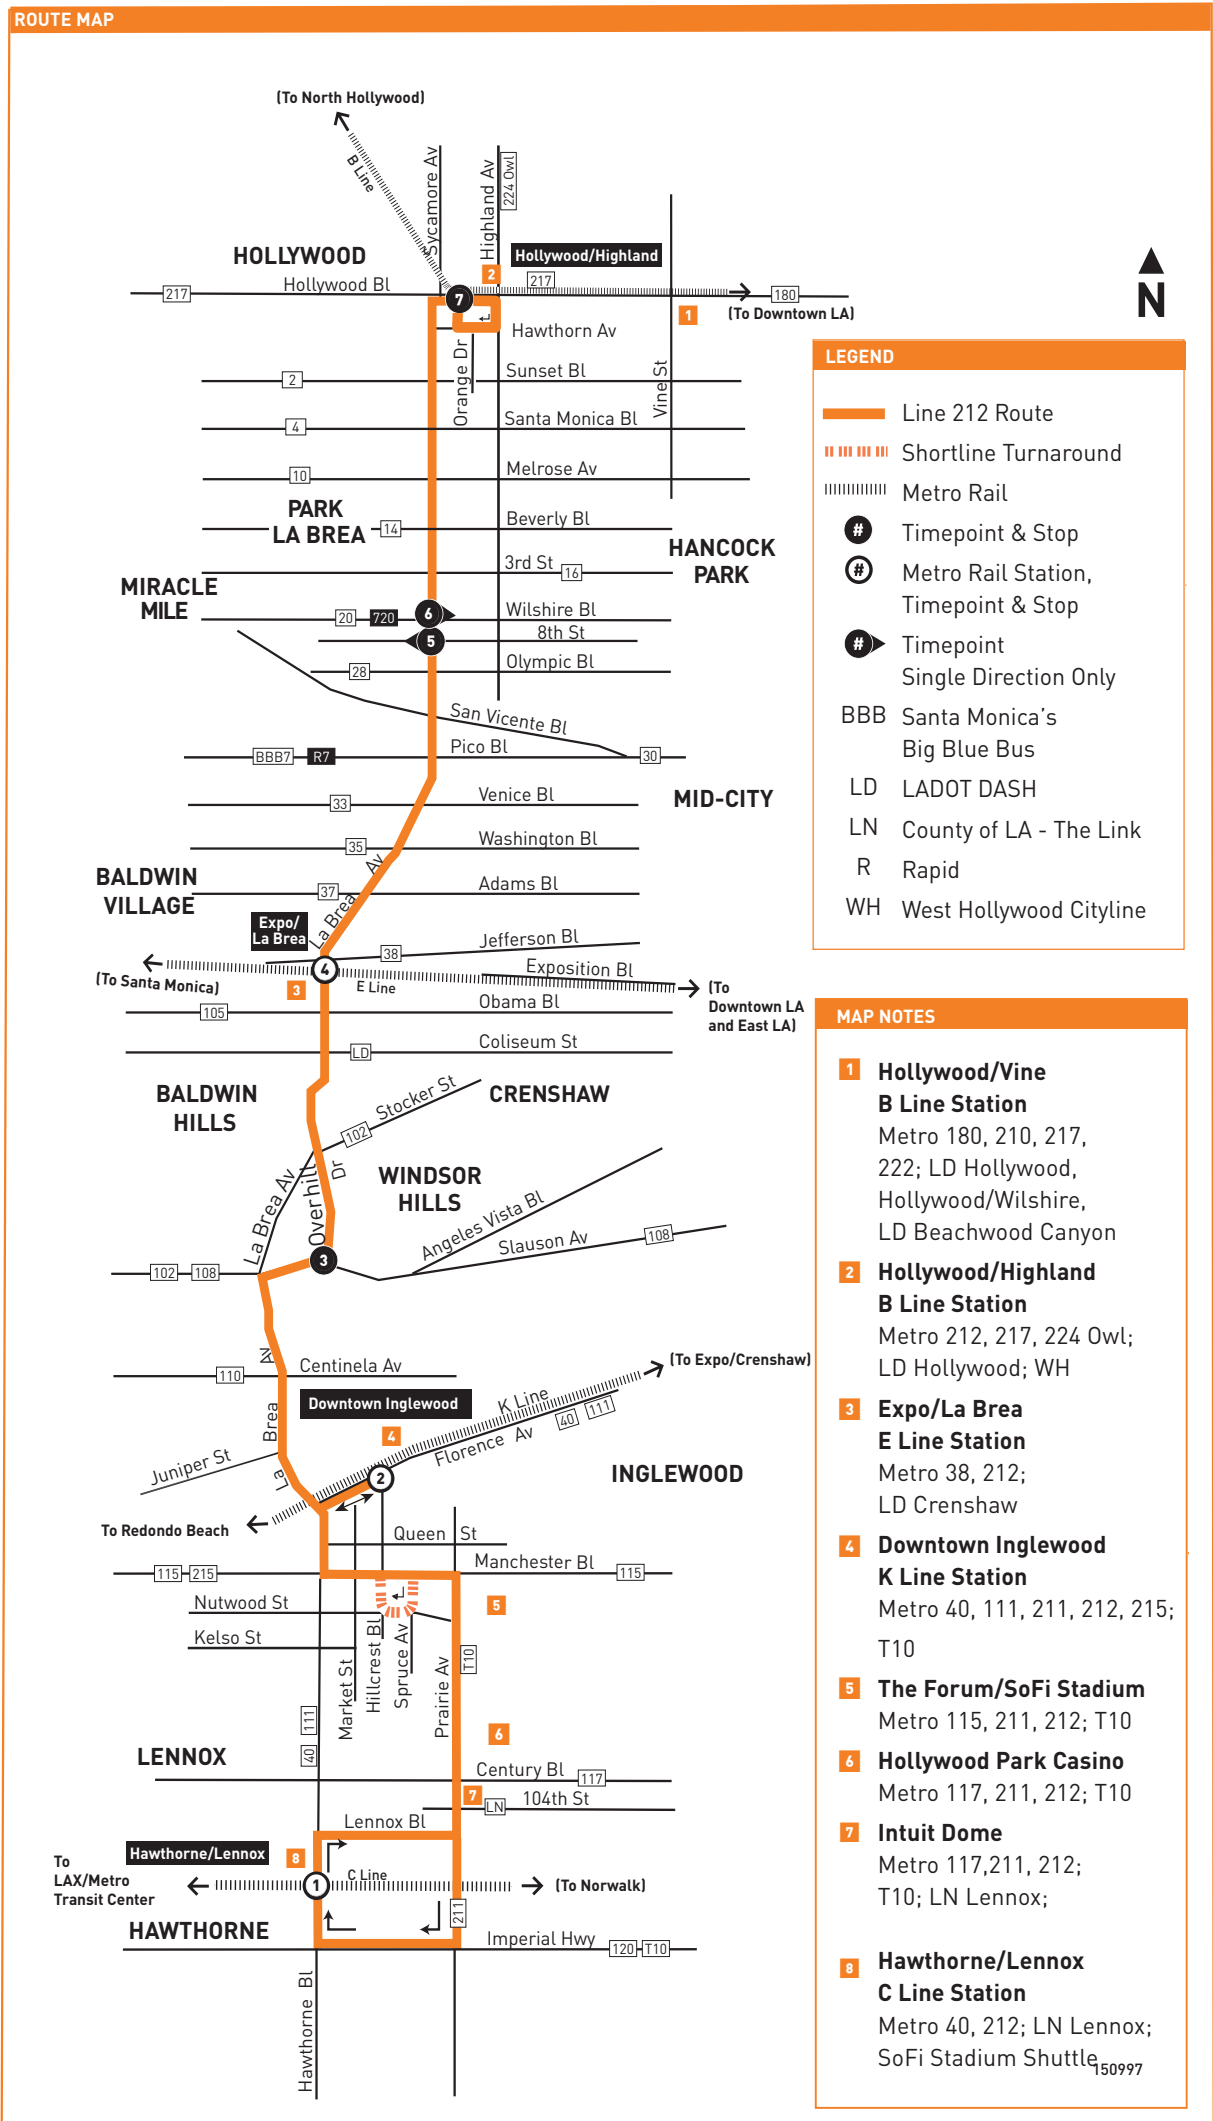 ROUTE MAP
(To North Hollywood)
B Line
Sycamore Av
Highland Av
224 Owl
HOLLYWOOD
Hollywood/Highland
2
217
Hollywood Bl
217
7
180
1
(To Downtown LA)
Hawthorn Av
Orange Dr
Vine St
2
Sunset Bl
4
Santa Monica Bl
10
Melrose Av
PARK
LA BREA
14
Beverly Bl
HANCOCK
PARK
3rd St
16
MIRACLE
MILE
20
720
6
Wilshire Bl
5
8th St
28
Olympic Bl
San Vicente Bl
BBB7
R7
Pico Bl
30
33
Venice Bl
MID-CITY
35
Washington Bl
La Brea Av
BALDWIN
VILLAGE
37
Adams Bl
Expo/
La Brea
38
Jefferson Bl
4
Exposition Bl
(To Santa Monica)
3
E Line
(To
Downtown LA
and East LA)
105
Obama Bl
LD
Coliseum St
BALDWIN
HILLS
CRENSHAW
Stocker St
102
La Brea Av
Overhill
Dr
WINDSOR
HILLS
Angeles Vista Bl
Slauson Av
108
3
102
108
110
Centinela Av
La Brea Av
(To Expo/Crenshaw)
Downtown Inglewood
4
K Line
40
111
Florence Av
Juniper St
2
INGLEWOOD
To Redondo Beach
Queen St
115
215
Manchester Bl
115
Nutwood St
5
Kelso St
Market St
Hillcrest Bl
Spruce Av
Prairie Av
T10
111
40
6
LENNOX
Century Bl
117
7
LN
104th St
Lennox Bl
Hawthorne/Lennox
8
To
LAX/Metro
Transit Center
1
C Line
(To Norwalk)
211
HAWTHORNE
Imperial Hwy
120
T10
Hawthorne Bl
N
LEGEND
Line 212 Route
Shortline Turnaround
Metro Rail
# Timepoint & Stop
# Metro Rail Station,
Timepoint & Stop
# Timepoint
Single Direction Only
BBB Santa Monica's
Big Blue Bus
LD LADOT DASH
LN County of LA - The Link
R Rapid
WH West Hollywood Cityline
MAP NOTES
1 Hollywood/Vine
B Line Station
Metro 180, 210, 217,
222; LD Hollywood,
Hollywood/Wilshire,
LD Beachwood Canyon
2 Hollywood/Highland
B Line Station
Metro 212, 217, 224 Owl;
LD Hollywood; WH
3 Expo/La Brea
E Line Station
Metro 38, 212;
LD Crenshaw
4 Downtown Inglewood
K Line Station
Metro 40, 111, 211, 212, 215;
T10
5 The Forum/SoFi Stadium
Metro 115, 211, 212; T10
6 Hollywood Park Casino
Metro 117, 211, 212; T10
7 Intuit Dome
Metro 117,211, 212;
T10; LN Lennox;
8 Hawthorne/Lennox
C Line Station
Metro 40, 212; LN Lennox;
SoFi Stadium Shuttle
150997